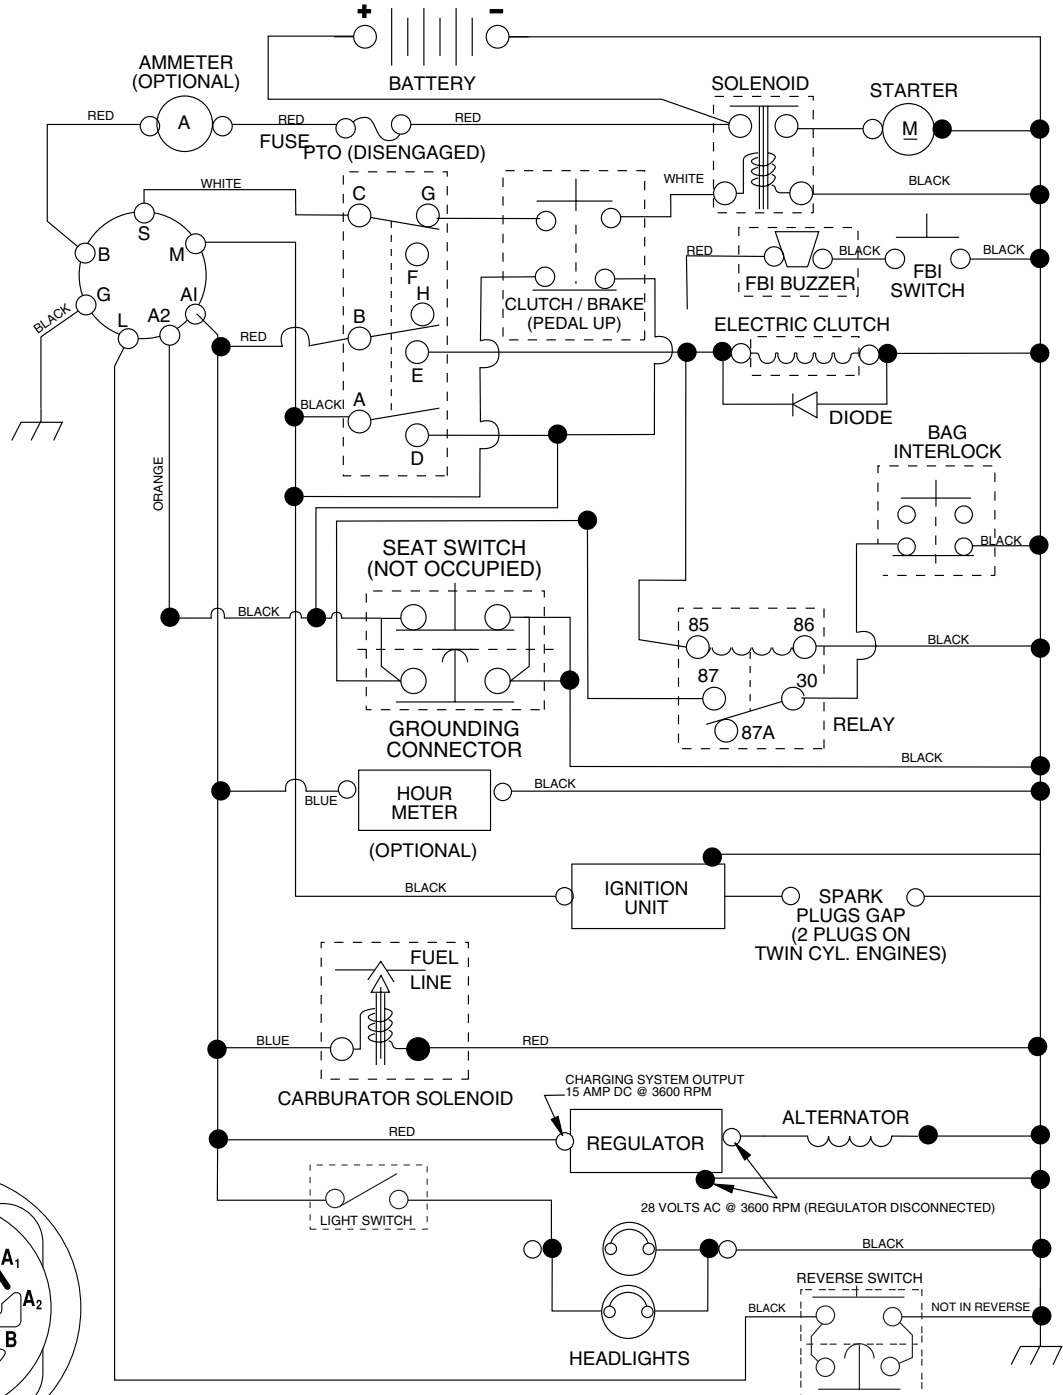 +
−
BATTERY
AMMETER
(OPTIONAL)
SOLENOID
STARTER
RED
A
RED
FUSE
RED
M
PTO (DISENGAGED)
WHITE
C
G
WHITE
BLACK
S
B
M
F
RED
BLACK
BLACK
FBI BUZZER
FBI
SWITCH
G
A1
H
CLUTCH / BRAKE
(PEDAL UP)
BLACK
L
A2
RED
B
ELECTRIC CLUTCH
E
BLACK
A
DIODE
D
BAG
INTERLOCK
ORANGE
BLACK
SEAT SWITCH
(NOT OCCUPIED)
BLACK
85
86
BLACK
87
30
87A
RELAY
GROUNDING
CONNECTOR
BLACK
BLUE
HOUR
METER
BLACK
(OPTIONAL)
BLACK
IGNITION
UNIT
SPARK
PLUGS GAP
(2 PLUGS ON
TWIN CYL. ENGINES)
FUEL
LINE
BLUE
RED
CARBURATOR SOLENOID
CHARGING SYSTEM OUTPUT
15 AMP DC @ 3600 RPM
RED
REGULATOR
ALTERNATOR
28 VOLTS AC @ 3600 RPM (REGULATOR DISCONNECTED)
LIGHT SWITCH
BLACK
A1
A2
B
REVERSE SWITCH
BLACK
NOT IN REVERSE
HEADLIGHTS